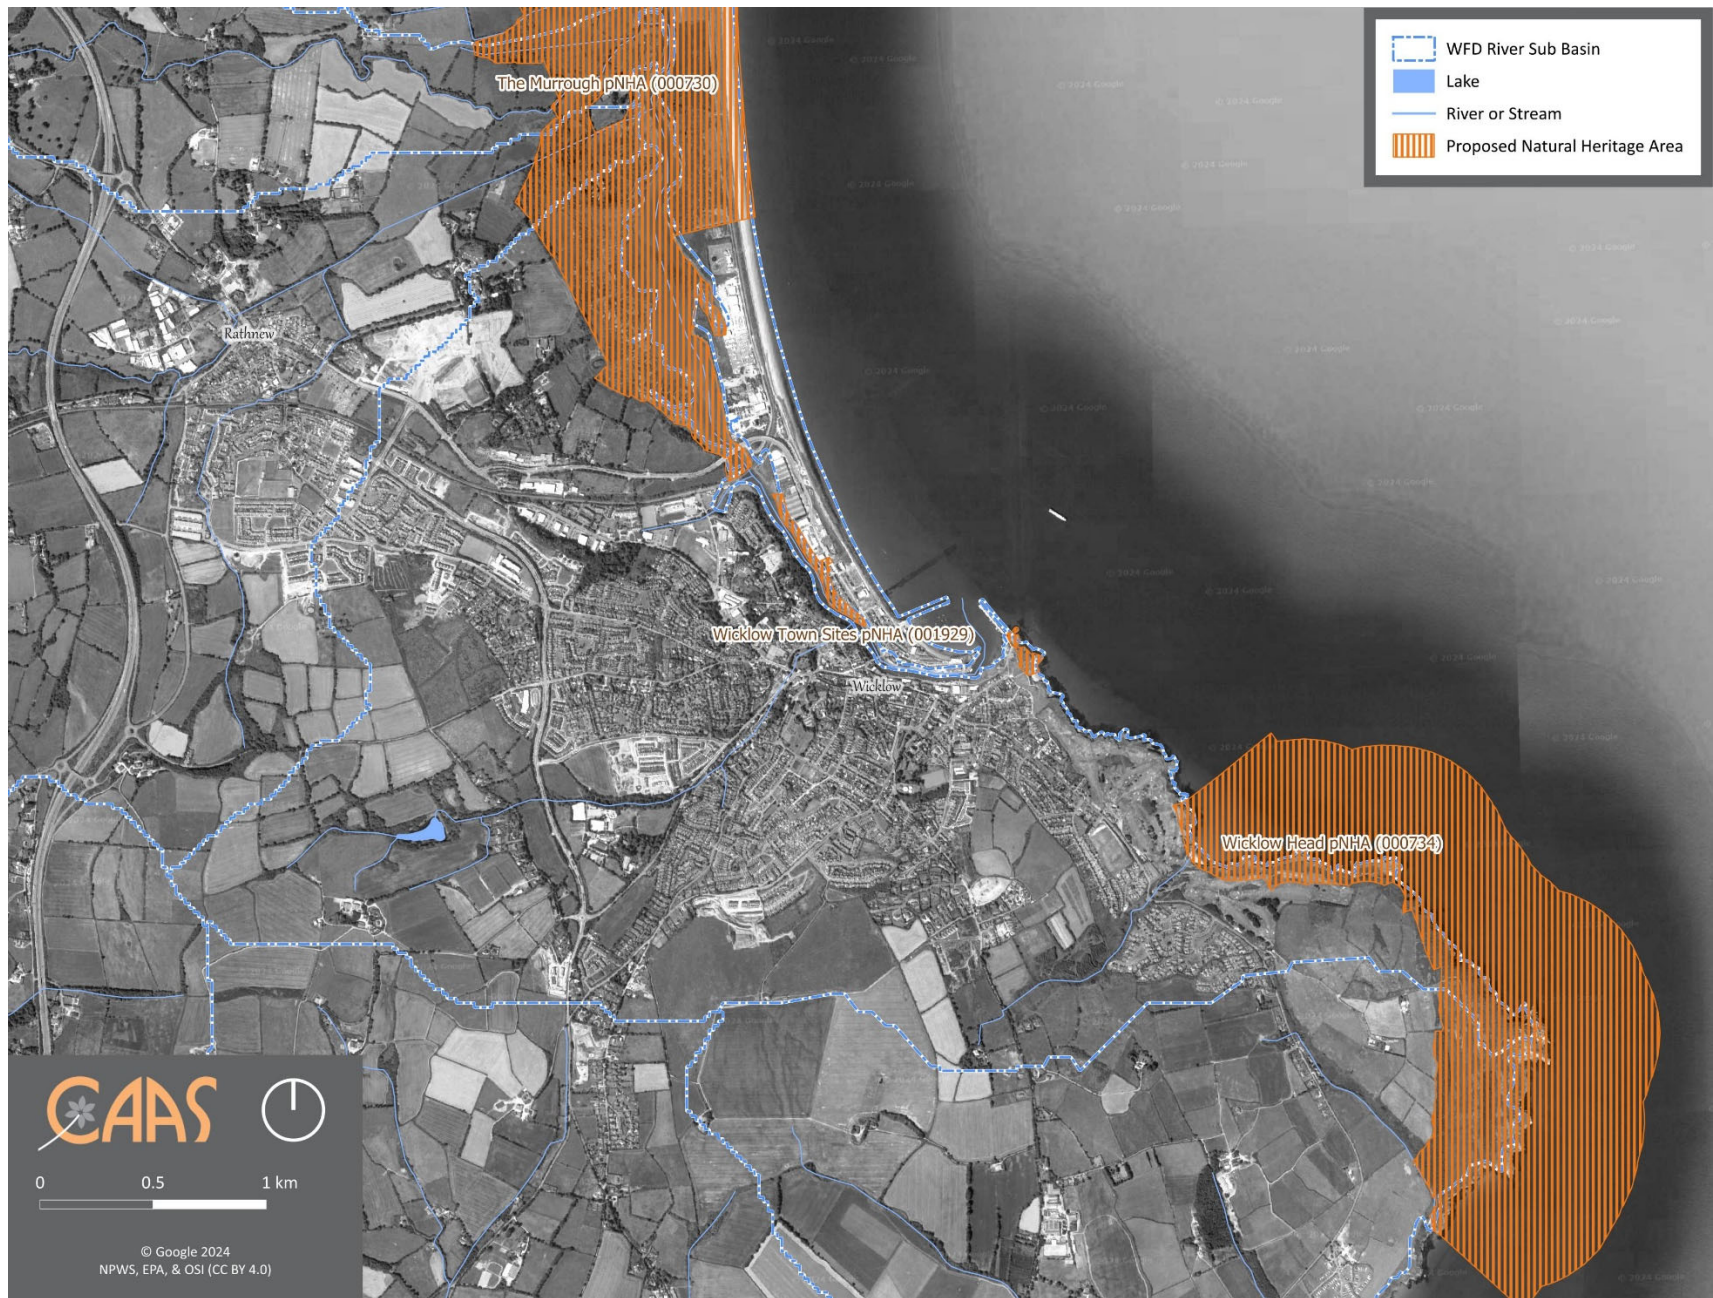 WFD River Sub Basin
Lake
River or Stream
Proposed Natural Heritage Area
The Murrough pNHA (000730)
Rathnew
Wicklow Town Sites pNHA (001929)
Wicklow
Wicklow Head pNHA (000734)
CAAS
0 0.5 1 km
© Google 2024
NPWS, EPA, & OSI (CC BY 4.0)